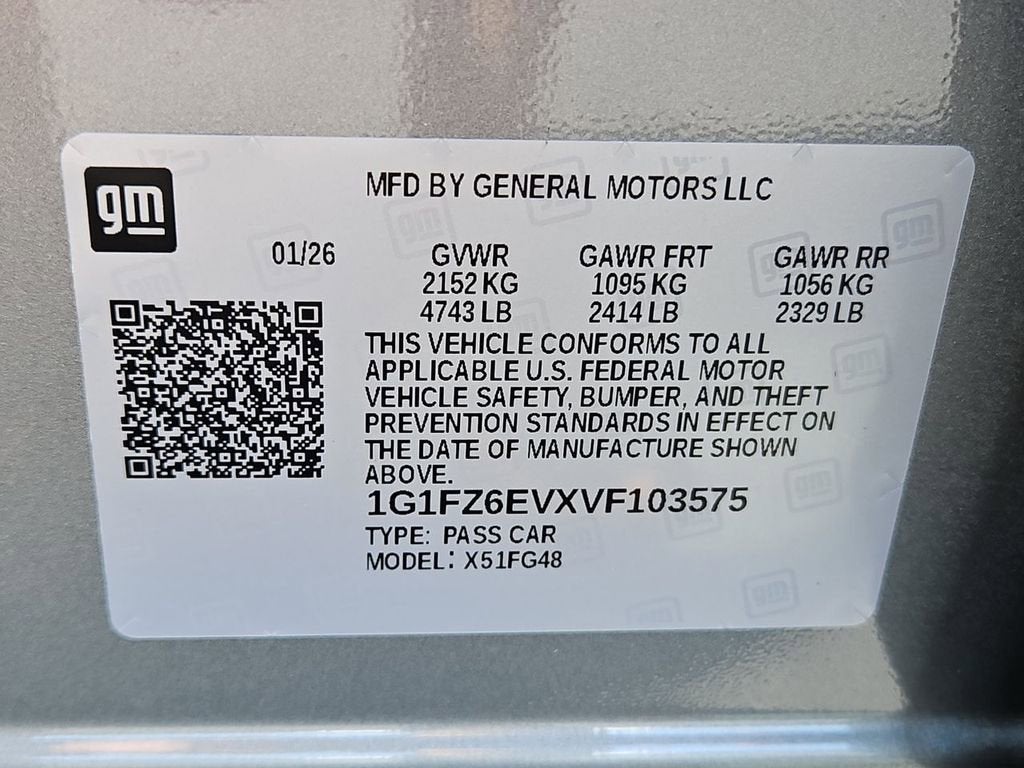 gm
MFD BY GENERAL MOTORS LLC
01/26 GVWR GAWR FRT GAWR RR
2152 KG 1095 KG 1056 KG
4743 LB 2414 LB 2329 LB
THIS VEHICLE CONFORMS TO ALL
APPLICABLE U.S. FEDERAL MOTOR
VEHICLE SAFETY, BUMPER, AND THEFT
PREVENTION STANDARDS IN EFFECT ON
THE DATE OF MANUFACTURE SHOWN
ABOVE.
1G1FZ6EVXVF103575
TYPE: PASS CAR
MODEL: X51FG48